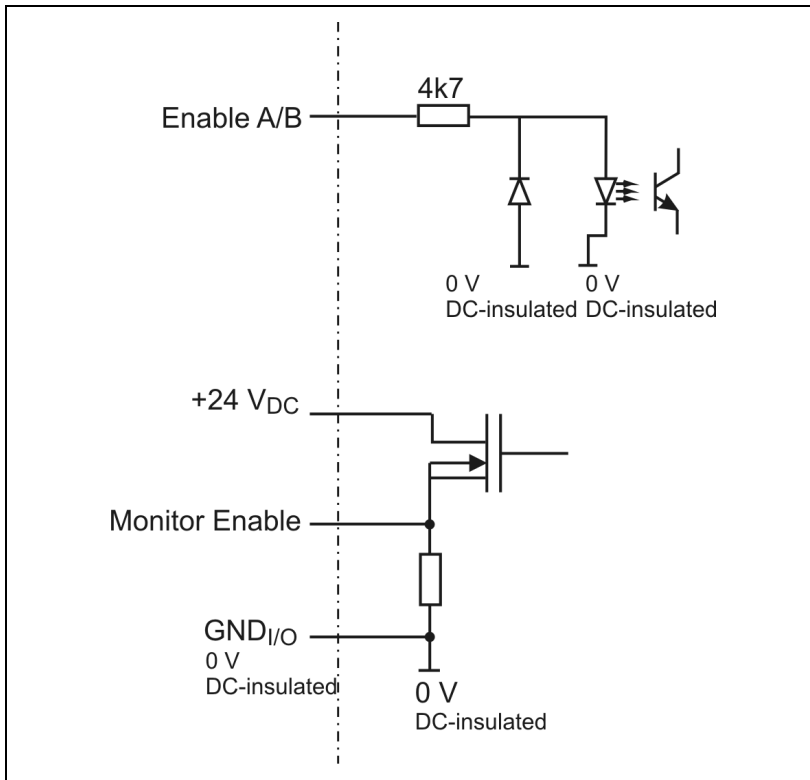 4k7
Enable A/B
0 V
DC-insulated
0 V
DC-insulated
+24 VDC
Monitor Enable
GNDI/O
0 V
DC-insulated
0 V
DC-insulated